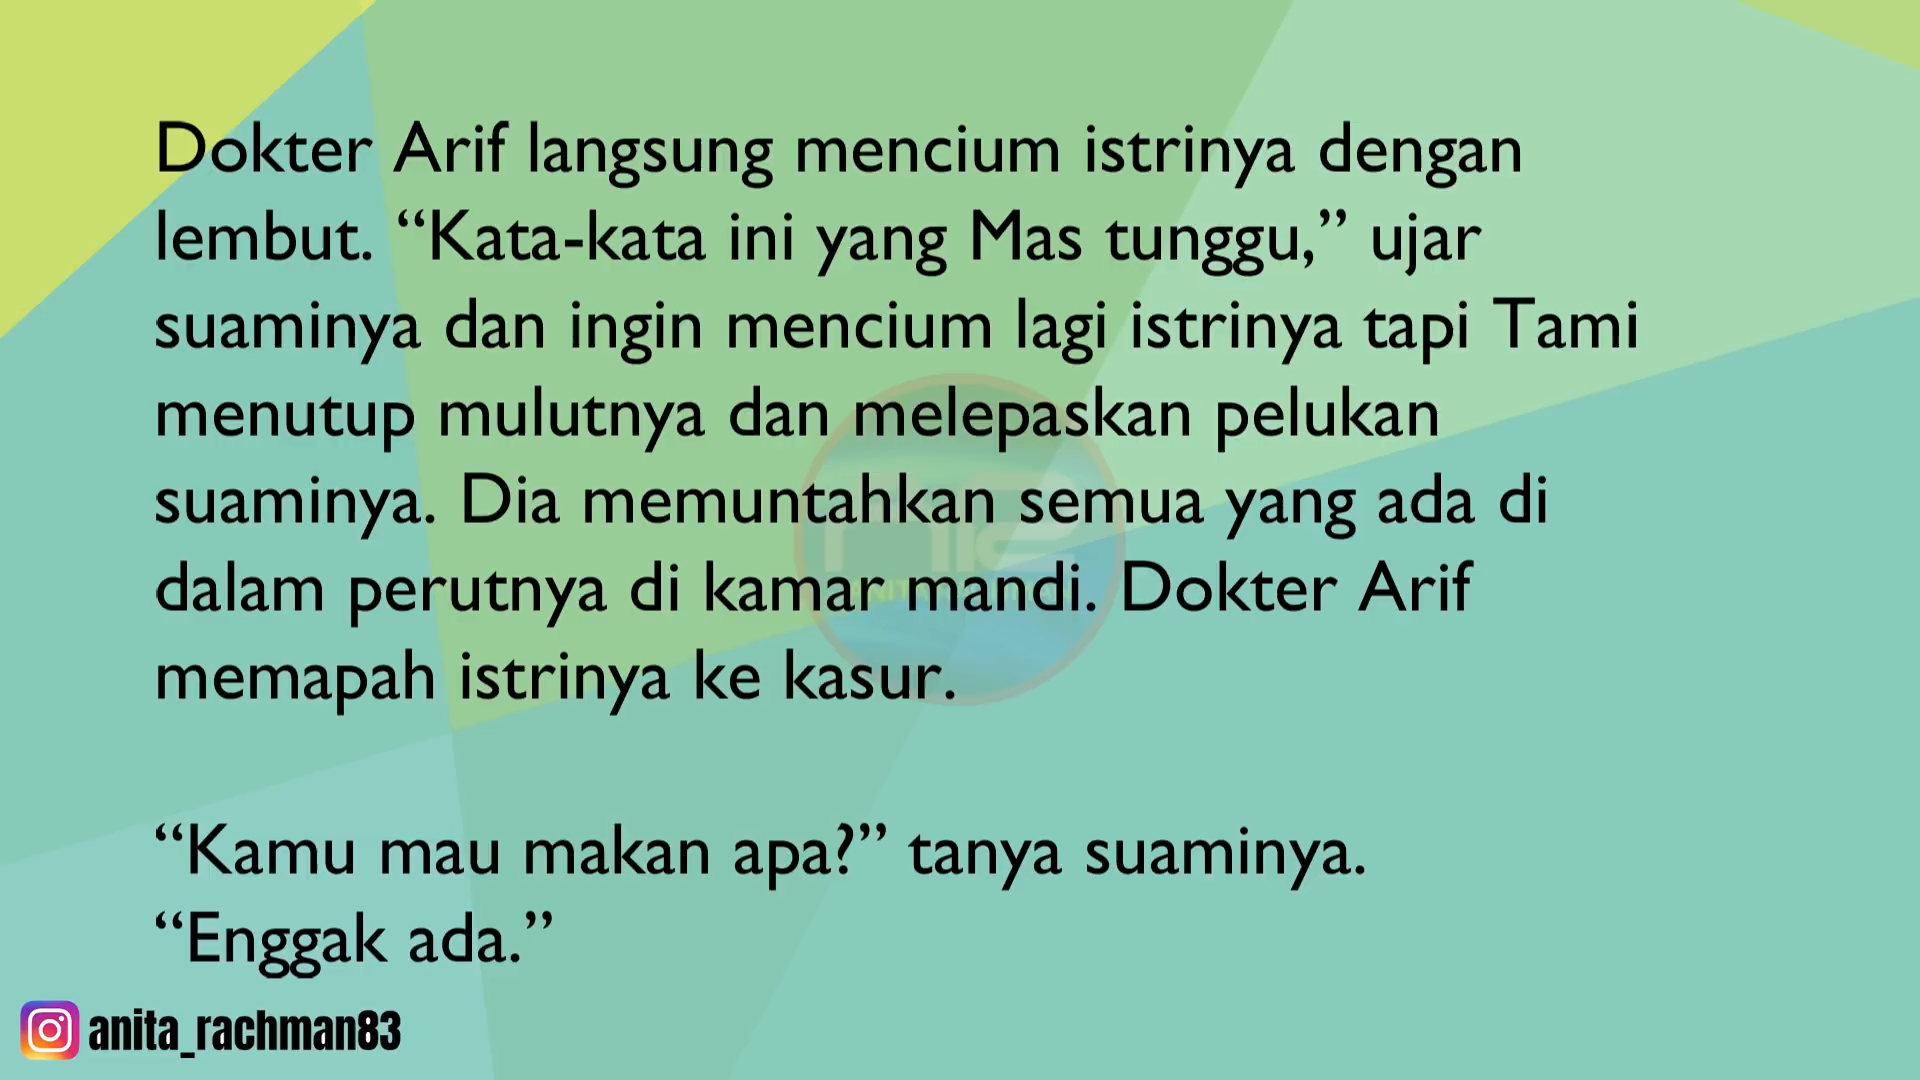 Dokter Arif langsung mencium istrinya dengan
lembut. “Kata-kata ini yang Mas tunggu,” ujar
suaminya dan ingin mencium lagi istrinya tapi Tami
menutup mulutnya dan melepaskan pelukan
suaminya. Dia memuntahkan semua yang ada di
dalam perutnya di kamar mandi. Dokter Arif
memapah istrinya ke kasur.
“Kamu mau makan apa?” tanya suaminya.
“Enggak ada.”
anita_rachman83